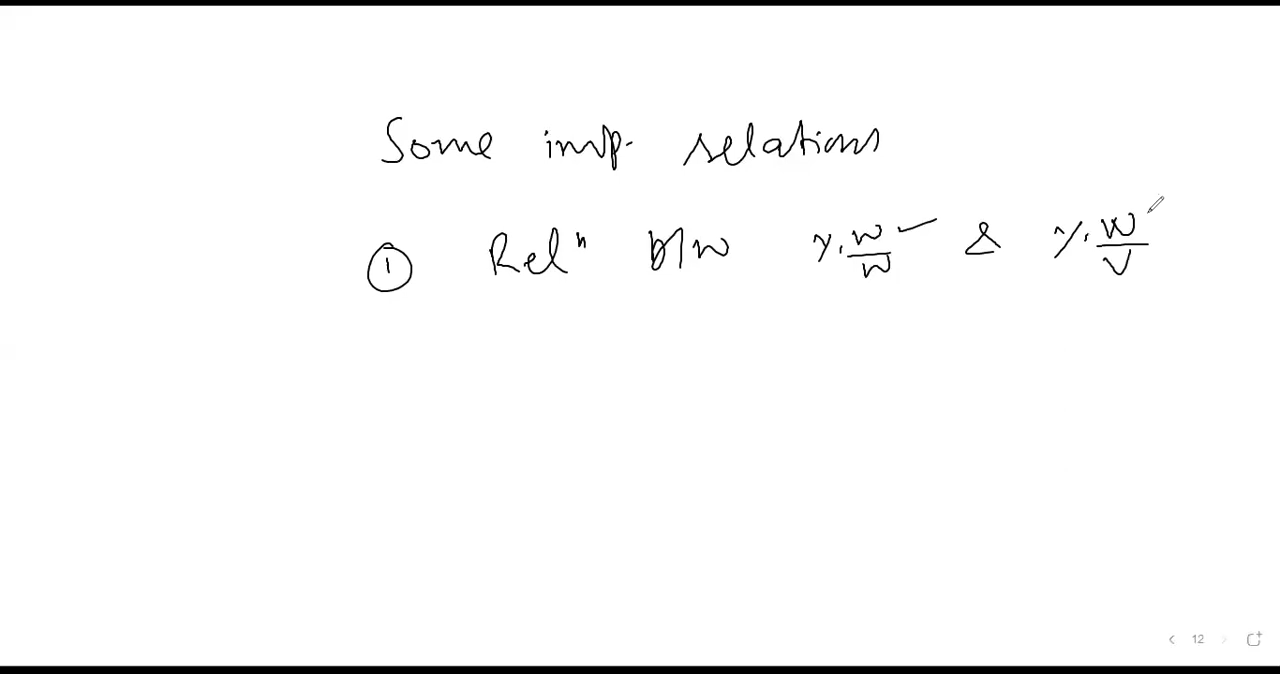 Some imp. relations
① Relⁿ b/w %. w/w & %. w/v
12